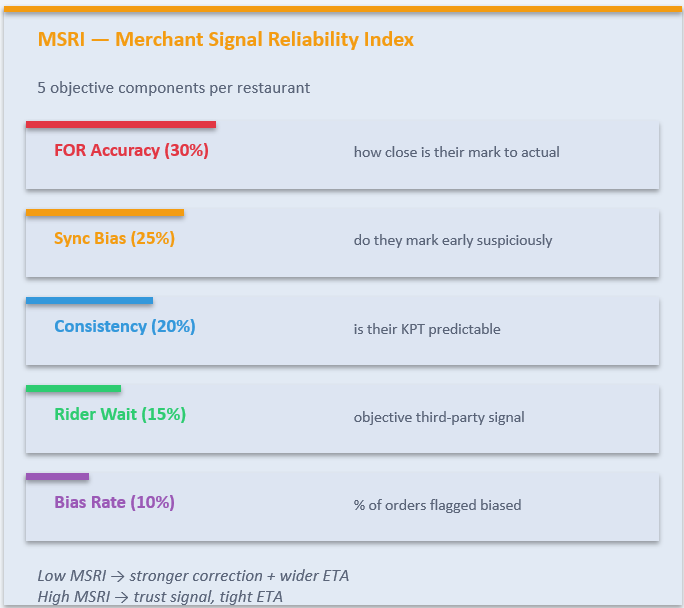 MSRI — Merchant Signal Reliability Index
5 objective components per restaurant
FOR Accuracy (30%) how close is their mark to actual
Sync Bias (25%) do they mark early suspiciously
Consistency (20%) is their KPT predictable
Rider Wait (15%) objective third-party signal
Bias Rate (10%) % of orders flagged biased
Low MSRI → stronger correction + wider ETA
High MSRI → trust signal, tight ETA